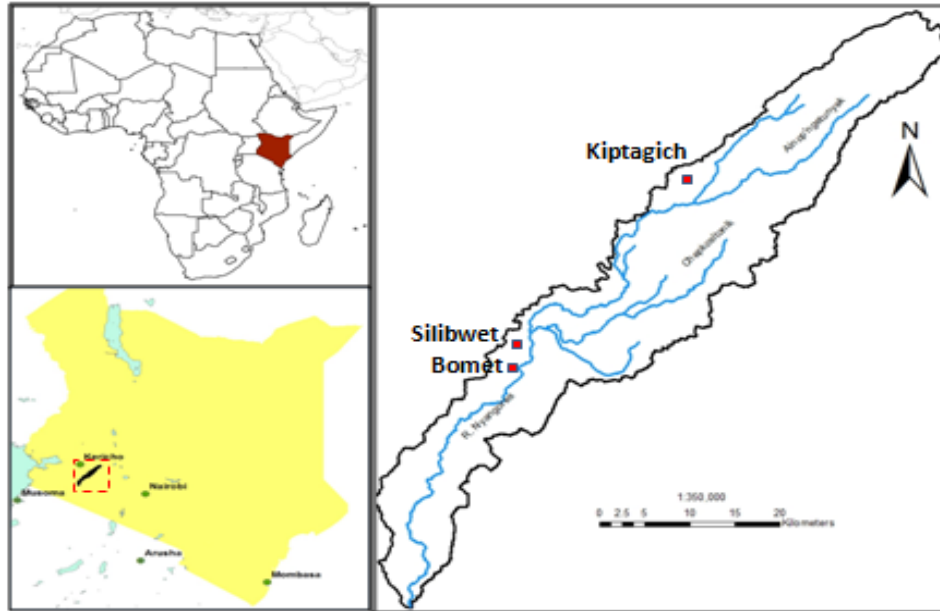 Kericho
Musoma
Nairobi
Arusha
Mombasa
N
Kiptagich
Silibwet
Bomet
1:350,000
0 2.5 5 10 15 20
Kilometers